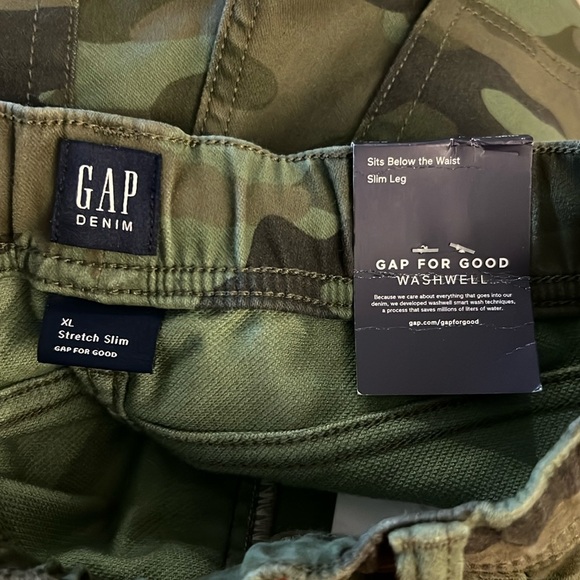 GAP
DENIM
XL
Stretch Slim
GAP FOR GOOD
Sits Below the Waist
Slim Leg
GAP FOR GOOD
WASHWELL
Because we care about everything that goes into our
denim, we developed washwell smart wash techniques,
a process that saves millions of liters of water.
gap.com/gapforgood